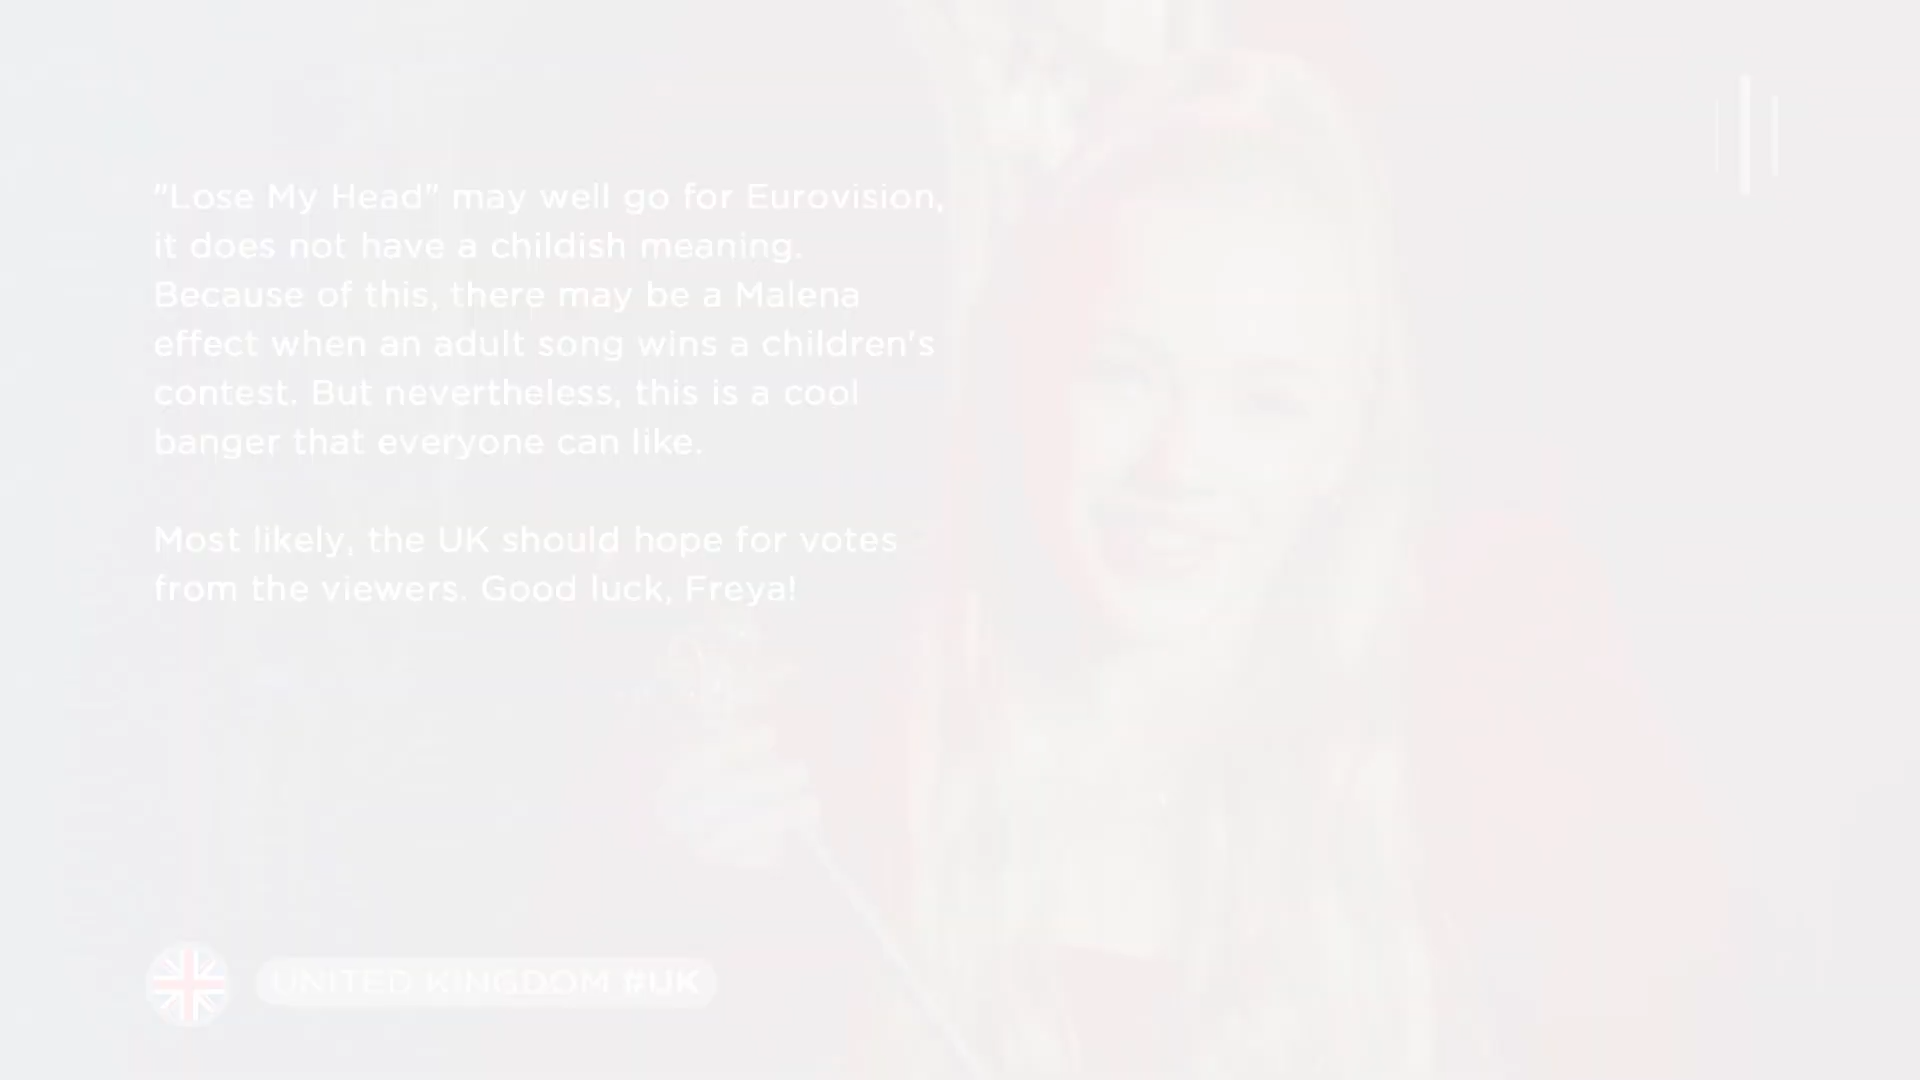 "Lose My Head" may well go for Eurovision,
it does not have a childish meaning.
Because of this, there may be a Malena
effect when an adult song wins a children's
contest. But nevertheless, this is a cool
banger that everyone can like.
Most likely, the UK should hope for votes
from the viewers. Good luck, Freya!
UNITED KINGDOM #UK